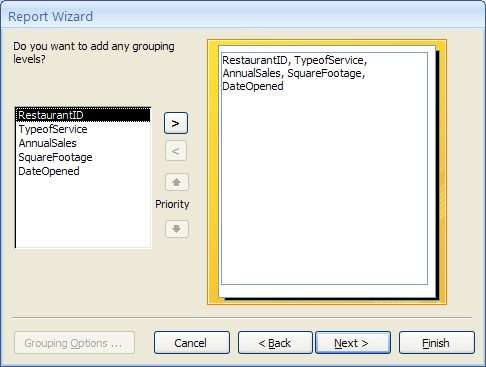 Report Wizard
Do you want to add any grouping
levels?
RestaurantID
TypeofService
AnnualSales
SquareFootage
DateOpened
>
<
Priority
RestaurantID, TypeofService,
AnnualSales, SquareFootage,
DateOpened
Grouping Options ...
Cancel
< Back
Next >
Finish